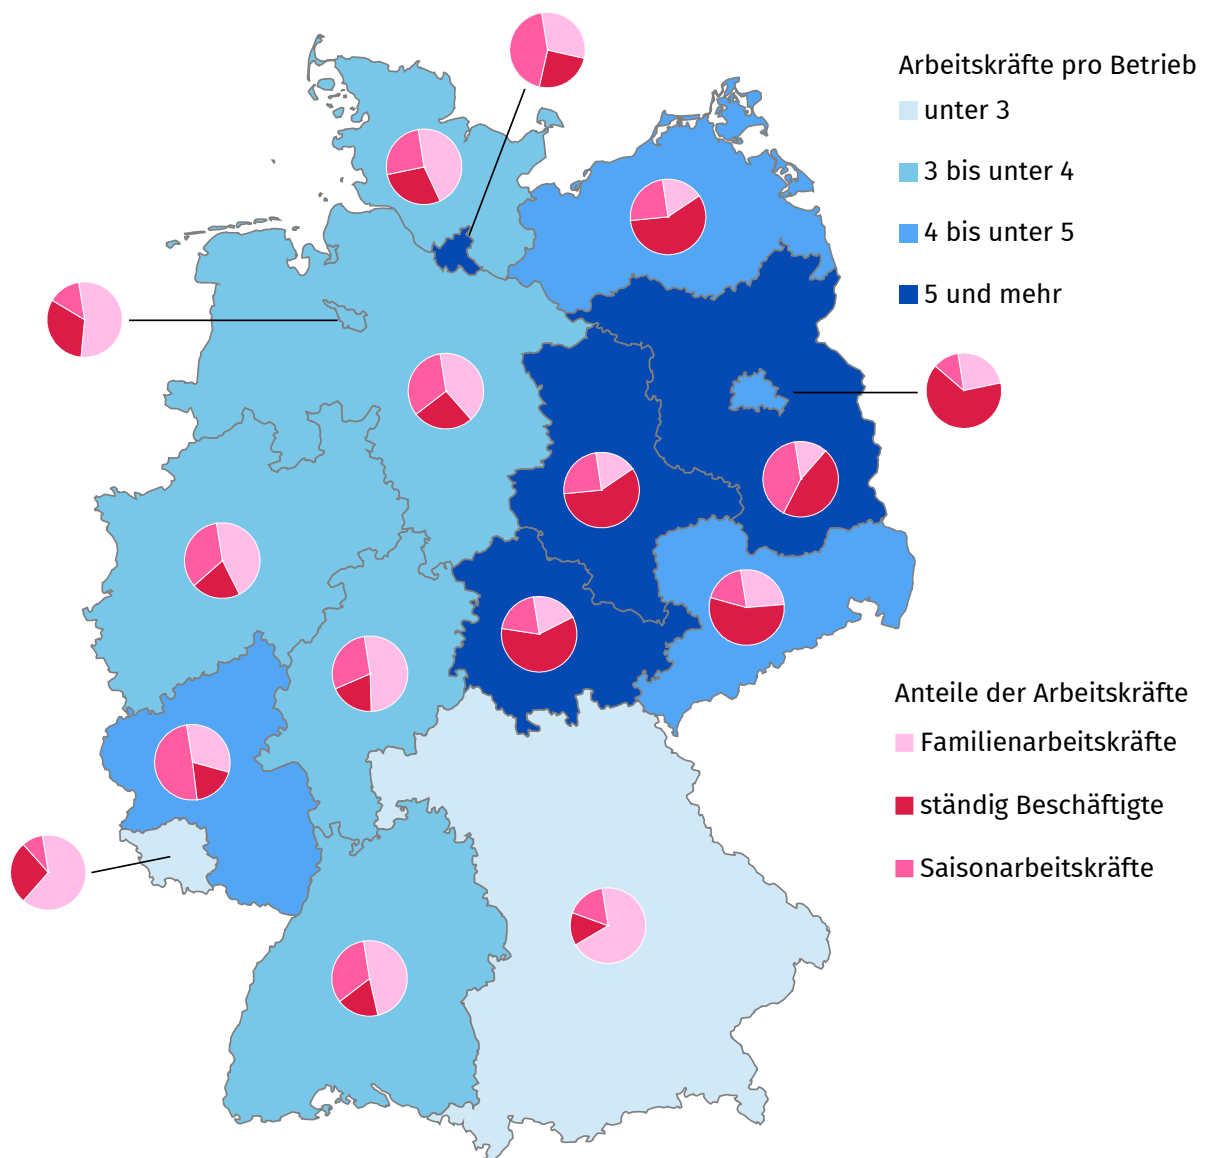 Arbeitskräfte pro Betrieb
unter 3
3 bis unter 4
4 bis unter 5
5 und mehr
Anteile der Arbeitskräfte
Familienarbeitskräfte
ständig Beschäftigte
Saisonarbeitskräfte